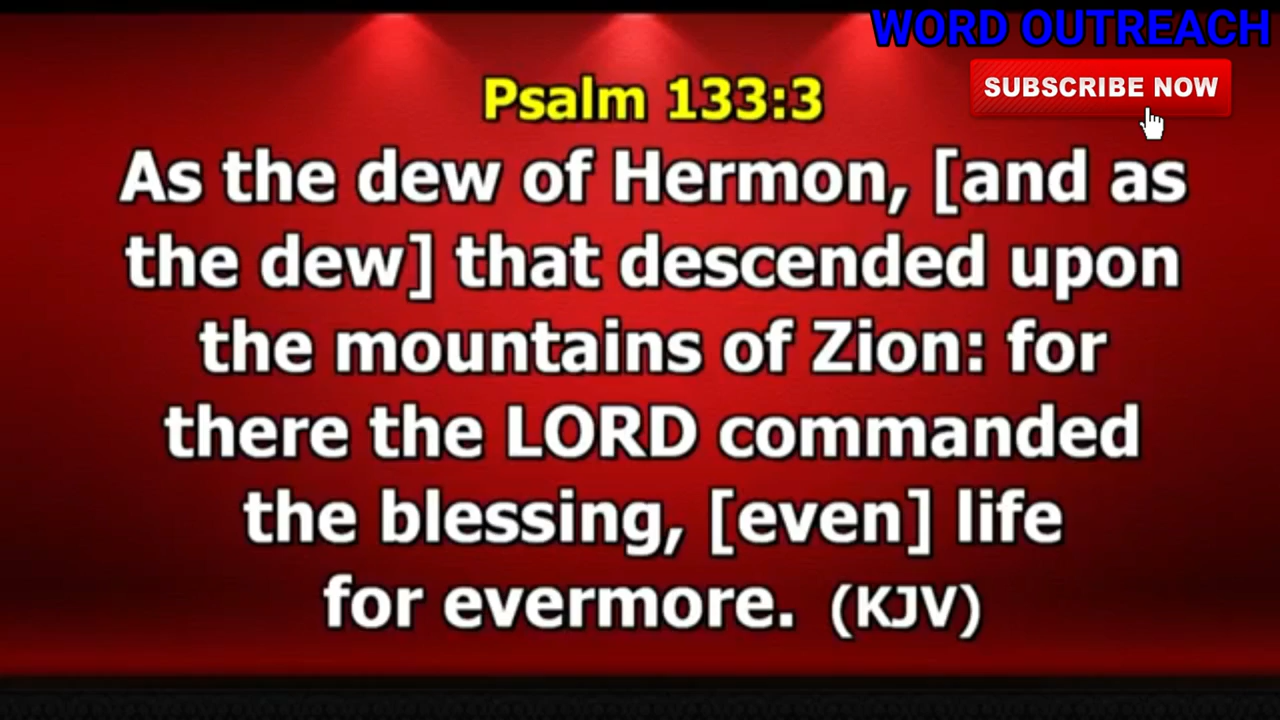 WORD OUTREACH
SUBSCRIBE NOW
Psalm 133:3
As the dew of Hermon, [and as
the dew] that descended upon
the mountains of Zion: for
there the LORD commanded
the blessing, [even] life
for evermore. (KJV)